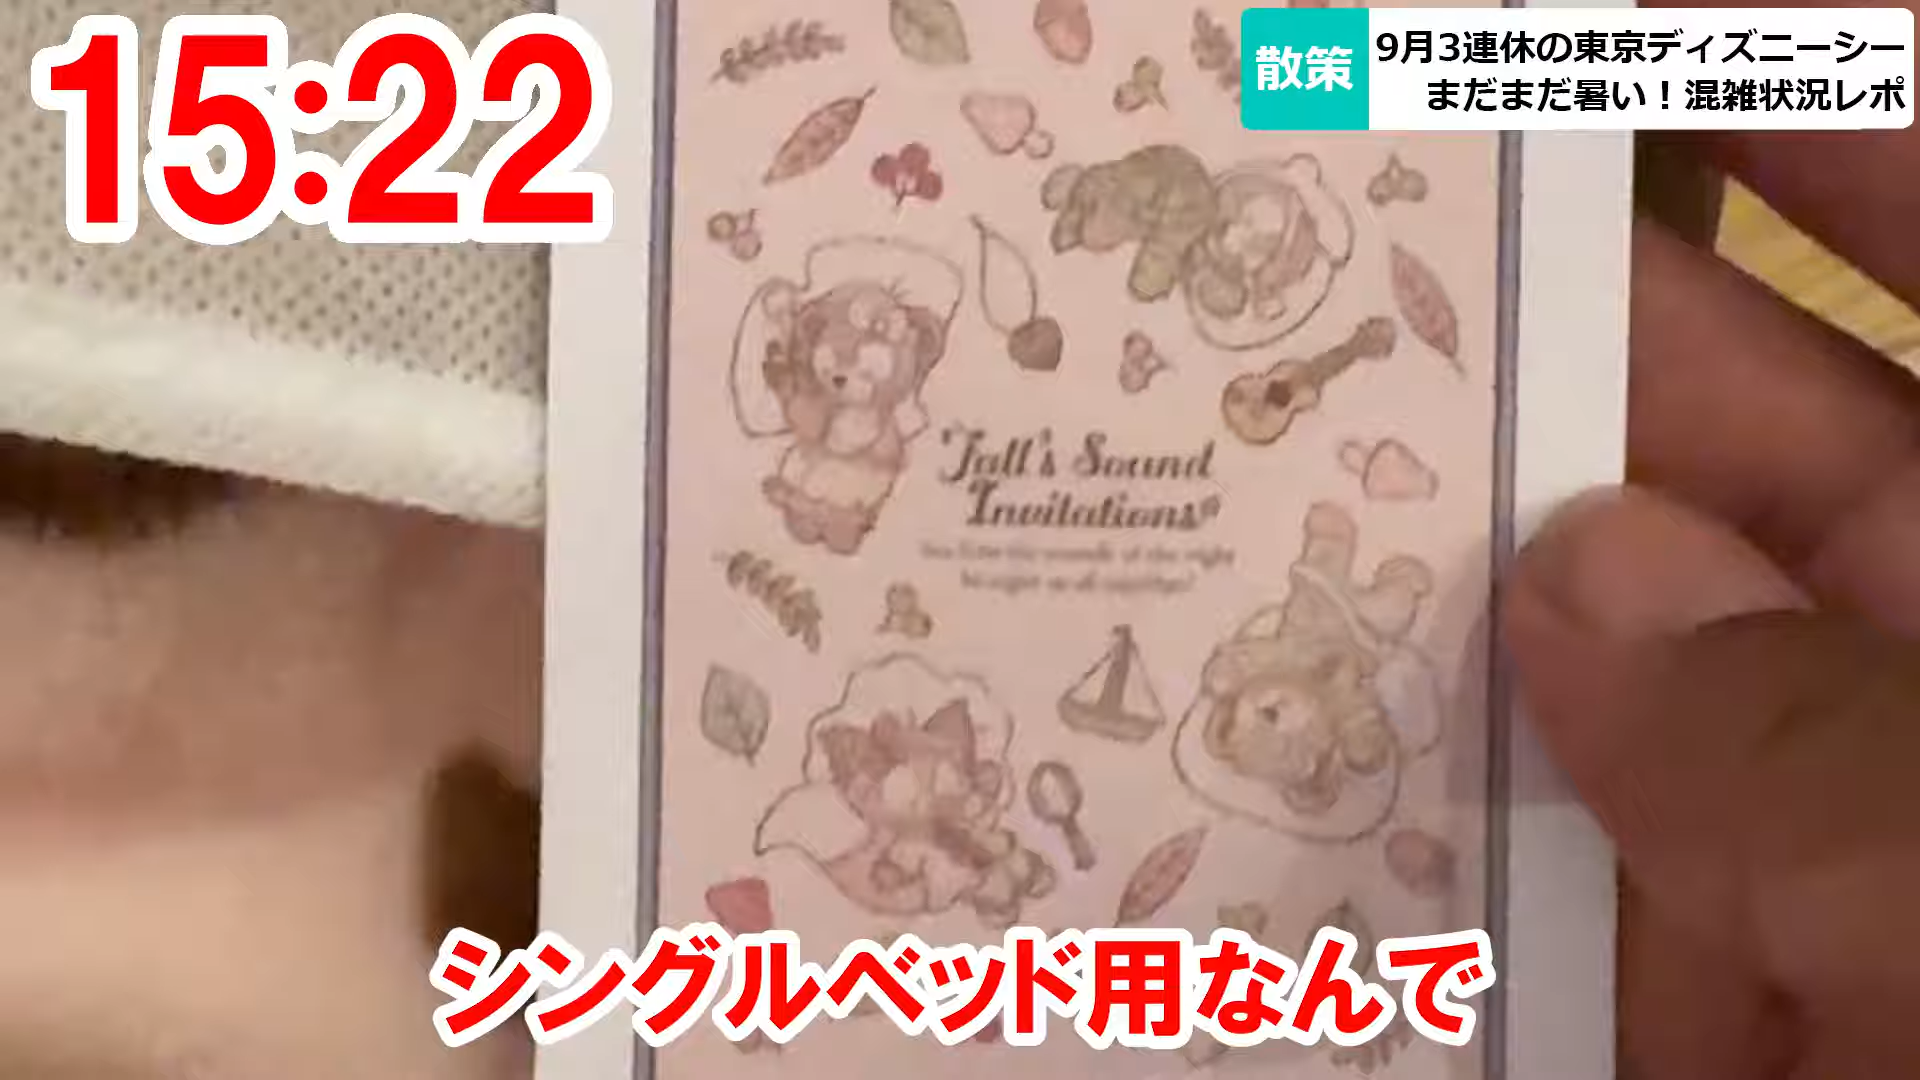 15:22
散策
9月3連休の東京ディズニーシー
まだまだ暑い！混雑状況レポ
Fall's Sound
Invitations
シングルベッド用なんで